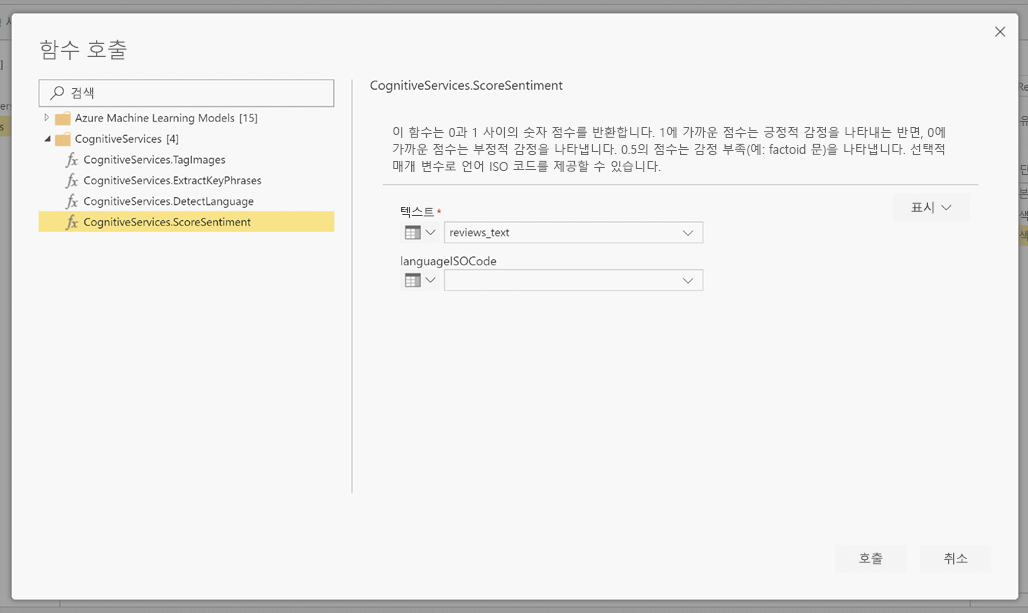 함수 호출
검색
Azure Machine Learning Models [15]
CognitiveServices [4]
CognitiveServices.TagImages
CognitiveServices.ExtractKeyPhrases
CognitiveServices.DetectLanguage
CognitiveServices.ScoreSentiment
CognitiveServices.ScoreSentiment
이 함수는 0과 1 사이의 숫자 점수를 반환합니다. 1에 가까운 점수는 긍정적 감정을 나타내는 반면, 0에
가까운 점수는 부정적 감정을 나타냅니다. 0.5의 점수는 감정 부족(예: factoid 문)을 나타냅니다. 선택적
매개 변수로 언어 ISO 코드를 제공할 수 있습니다.
표시
텍스트*
reviews_text
languageISOCode
호출
취소